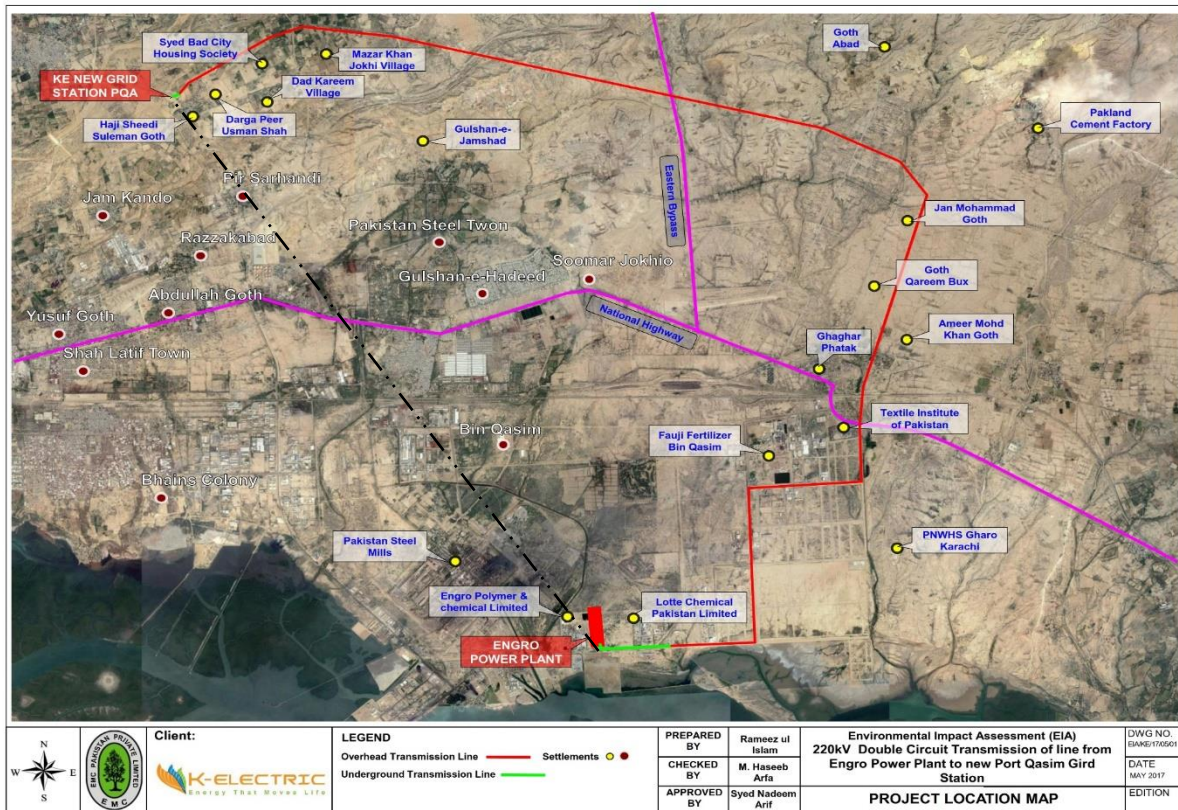 Syed Bad City
Housing Society
Mazar Khan
Jokhi Village
Goth
Abad
KE NEW GRID
STATION PQA
Dad Kareem
Village
Haji Sheedi
Suleman Goth
Darga Peer
Usman Shah
Gulshan-e-
Jamshad
Pakland
Cement Factory
Pir Sarhandi
Jam Kando
Eastern Bypass
Jan Mohammad
Goth
Pakistan Steel Twon
Razzakabad
Gulshan-e-Hadeed
Soomar Jokhio
Goth
Qareem Bux
Abdullah Goth
Yusuf Goth
National Highway
Ameer Mohd
Khan Goth
Shah Latif Town
Ghaghar
Phatak
Textile Institute
of Pakistan
Bin Qasim
Fauji Fertilizer
Bin Qasim
Bhains Colony
Pakistan Steel
Mills
PNWHS Gharo
Karachi
Engro Polymer &
chemical Limited
Lotte Chemical
Pakistan Limited
ENGRO
POWER PLANT
N
W
E
S
EMC PAKISTAN PRIVATE LIMITED
E M C
Client:
K-ELECTRIC
Energy That Moves Life
LEGEND
Overhead Transmission Line
Settlements
Underground Transmission Line
PREPARED
BY
Rameez ul
Islam
CHECKED
BY
M. Haseeb
Arfa
APPROVED
BY
Syed Nadeem
Arif
Environmental Impact Assessment (EIA)
220kV Double Circuit Transmission of line from
Engro Power Plant to new Port Qasim Gird
Station
PROJECT LOCATION MAP
DWG NO.
DATE
MAY 2017
EDITION